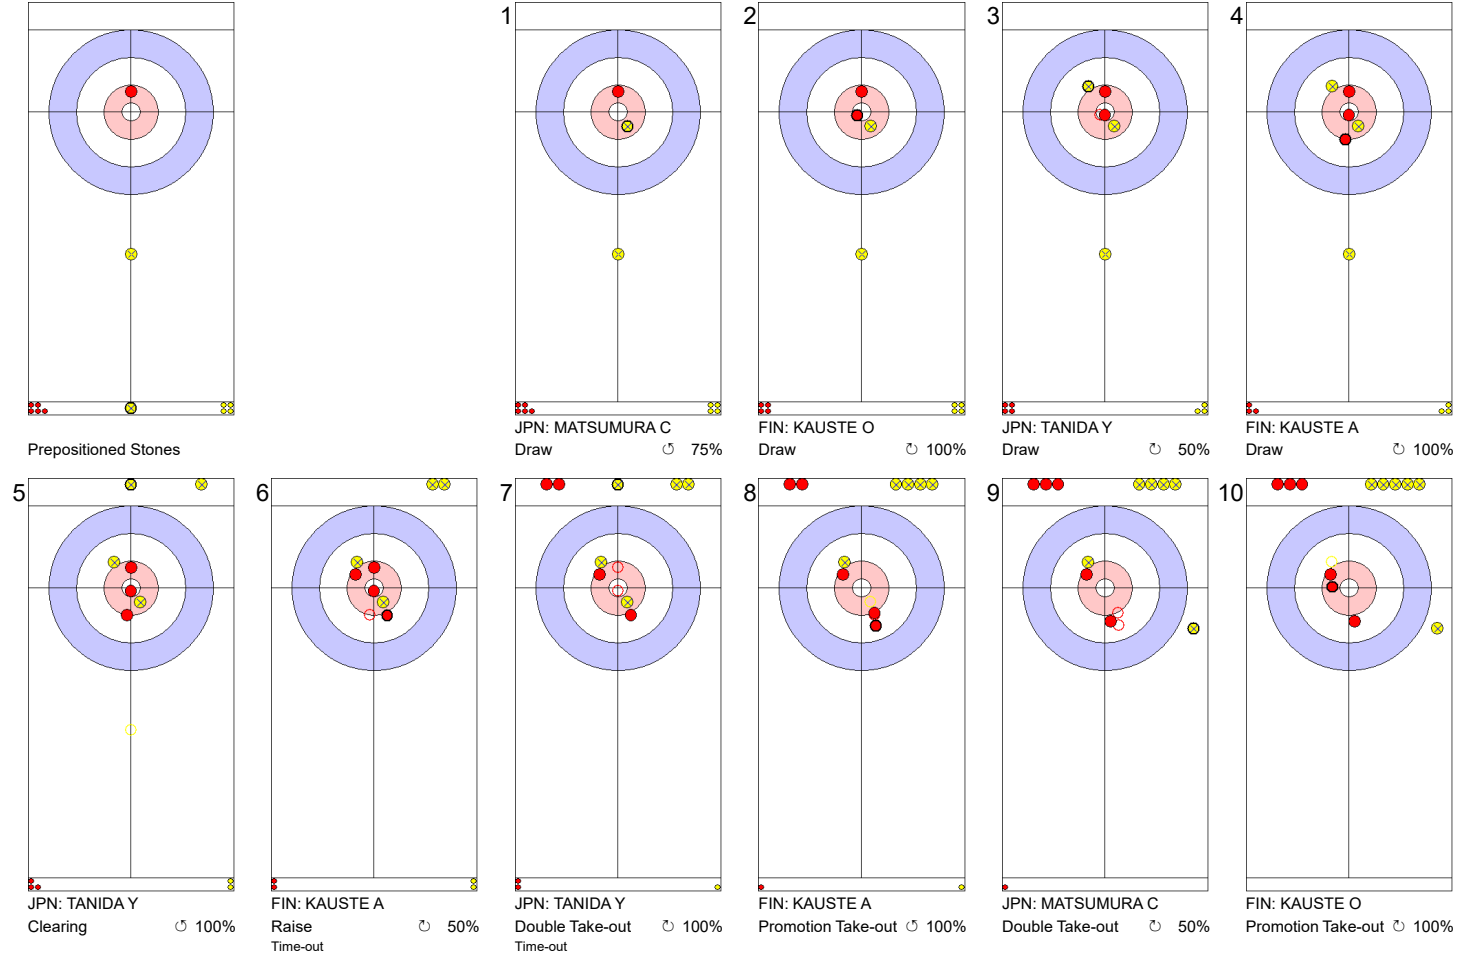 1
2
3
4
Prepositioned Stones
JPN: MATSUMURA C
Draw 75%
FIN: KAUSTE O
Draw 100%
JPN: TANIDA Y
Draw 50%
FIN: KAUSTE A
Draw 100%
5
6
7
8
9
10
JPN: TANIDA Y
Clearing 100%
FIN: KAUSTE A
Raise 50%
Time-out
JPN: TANIDA Y
Double Take-out 100%
Time-out
FIN: KAUSTE A
Promotion Take-out 100%
JPN: MATSUMURA C
Double Take-out 50%
FIN: KAUSTE O
Promotion Take-out 100%